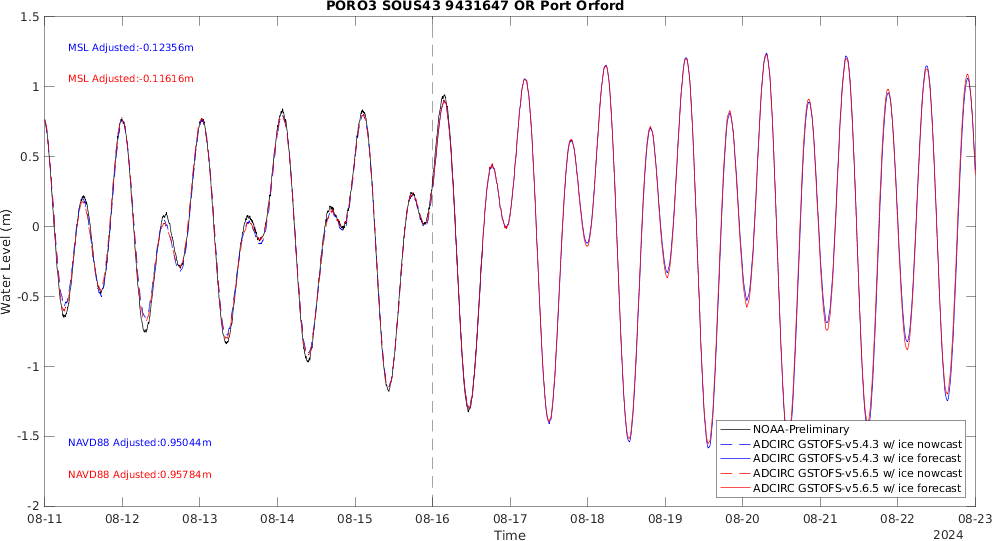 PORO3 SOUS43 9431647 OR Port Orford
MSL Adjusted:-0.12356m
MSL Adjusted:-0.11616m
NAVD88 Adjusted:0.95044m
NAVD88 Adjusted:0.95784m
Water Level (m)
1.5
1
0.5
0
-0.5
-1
-1.5
-2
NOAA-Preliminary
ADCIRC GSTOFS-v5.4.3 w/ ice nowcast
ADCIRC GSTOFS-v5.4.3 w/ ice forecast
ADCIRC GSTOFS-v5.6.5 w/ ice nowcast
ADCIRC GSTOFS-v5.6.5 w/ ice forecast
08-11 08-12 08-13 08-14 08-15 08-16 08-17 08-18 08-19 08-20 08-21 08-22 08-23
Time
2024